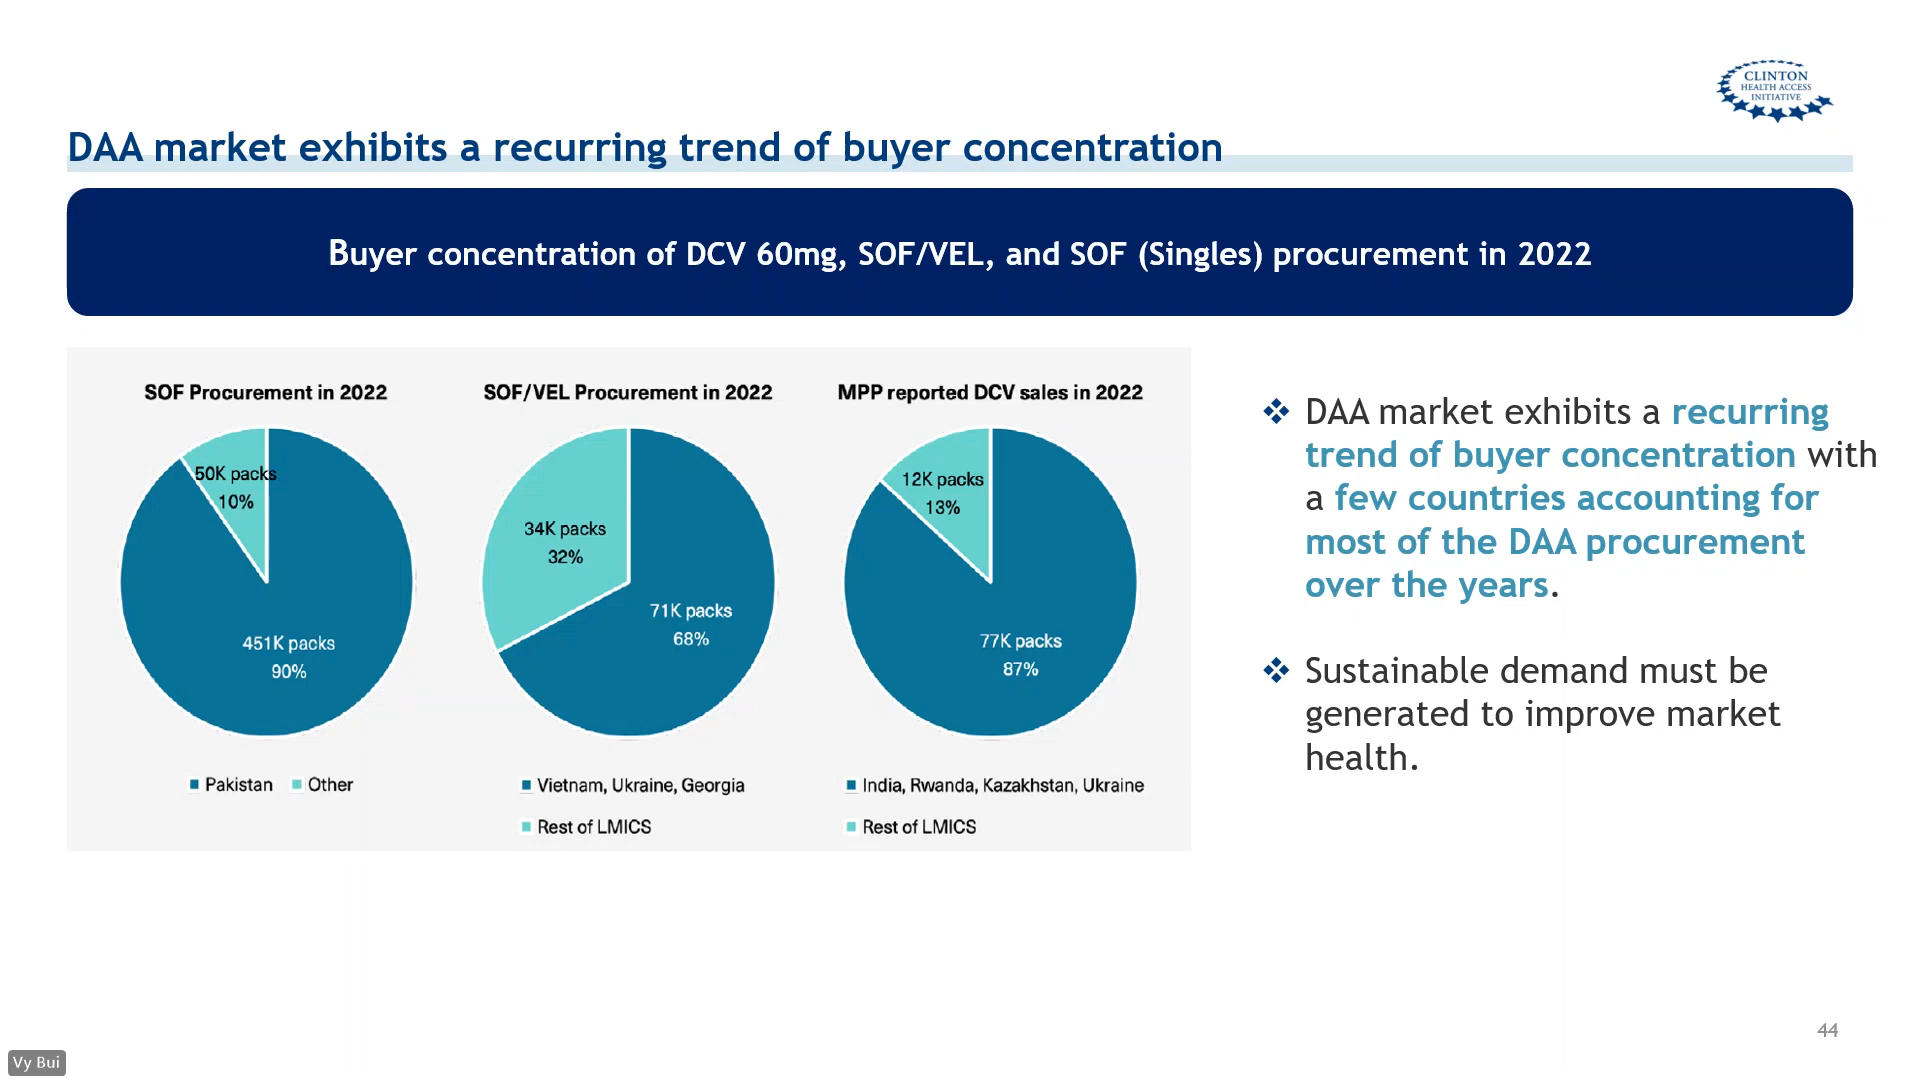 CLINTON
HEALTH ACCESS
INITIATIVE
DAA market exhibits a recurring trend of buyer concentration
Buyer concentration of DCV 60mg, SOF/VEL, and SOF (Singles) procurement in 2022
SOF Procurement in 2022
50K packs
10%
451K packs
90%
Pakistan
Other
SOF/VEL Procurement in 2022
34K packs
32%
71K packs
68%
Vietnam, Ukraine, Georgia
Rest of LMICS
MPP reported DCV sales in 2022
12K packs
13%
77K packs
87%
India, Rwanda, Kazakhstan, Ukraine
Rest of LMICS
DAA market exhibits a recurring
trend of buyer concentration with
a few countries accounting for
most of the DAA procurement
over the years.
Sustainable demand must be
generated to improve market
health.
44
Vy Bui